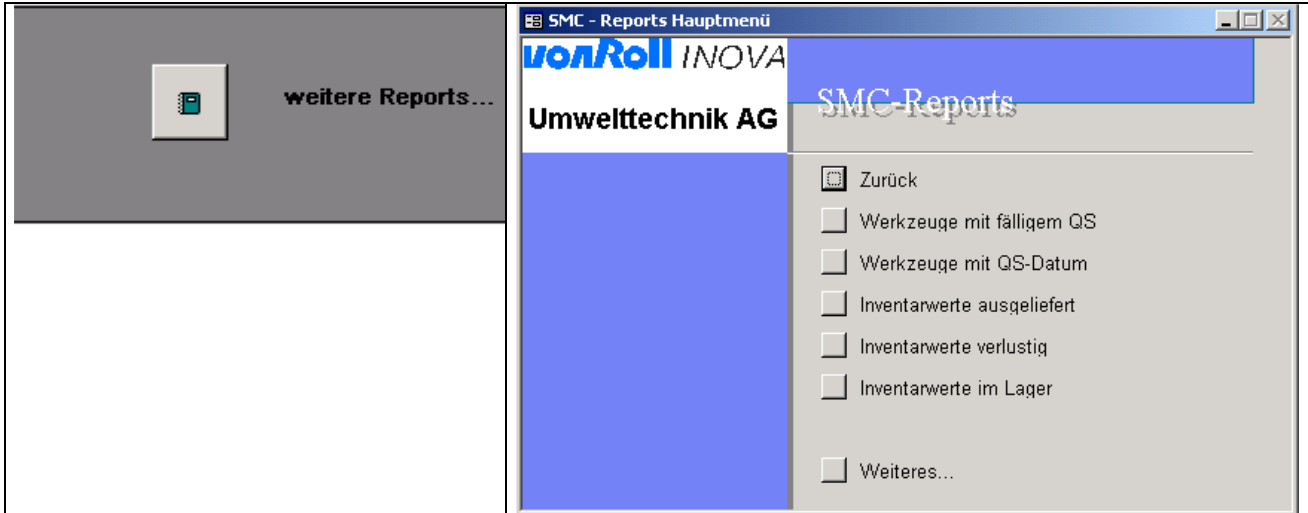 weitere Reports...
SMC - Reports Hauptmenü
vonRoll INOVA
Umwelttechnik AG
SMC-Reports
Zurück
Werkzeuge mit fälligem QS
Werkzeuge mit QS-Datum
Inventarwerte ausgeliefert
Inventarwerte verlustig
Inventarwerte im Lager
Weiteres...